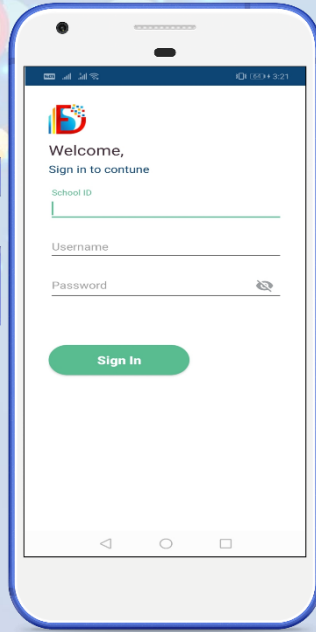 3:21
Welcome,
Sign in to contune
School ID
Username
Password
Sign In